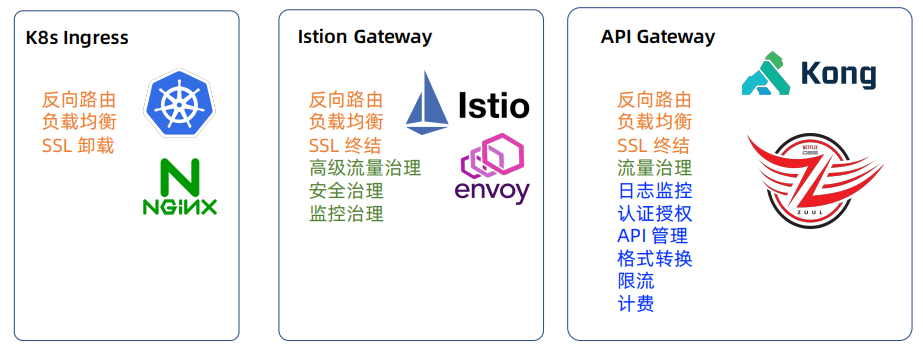 K8s Ingress
反向路由
负载均衡
SSL 卸载
NGINX
Istion Gateway
反向路由
负载均衡
SSL 终结
高级流量治理
安全治理
监控治理
Istio
envoy
API Gateway
反向路由
负载均衡
SSL 终结
流量治理
日志监控
认证授权
API 管理
格式转换
限流
计费
Kong
NETFLIX
OSS
ZUUL